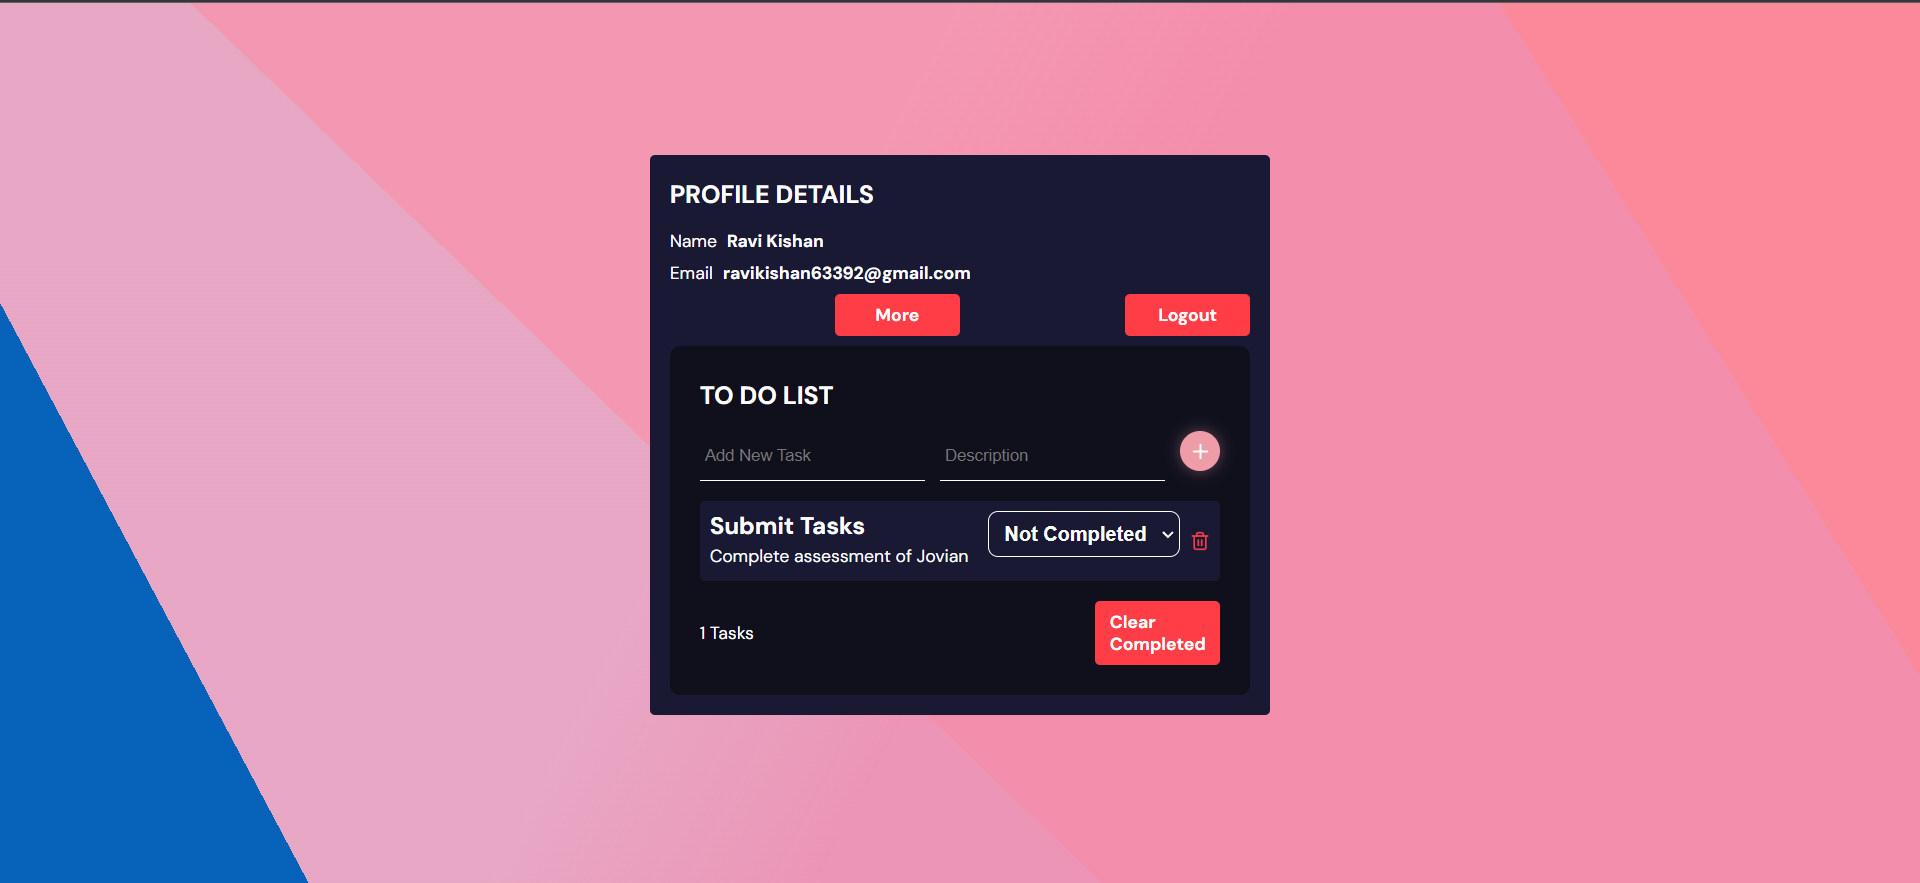 PROFILE DETAILS
Name Ravi Kishan
Email ravikishan63392@gmail.com
More Logout
TO DO LIST
Add New Task Description
Submit Tasks Not Completed
Complete assessment of Jovian
1 Tasks
Clear
Completed